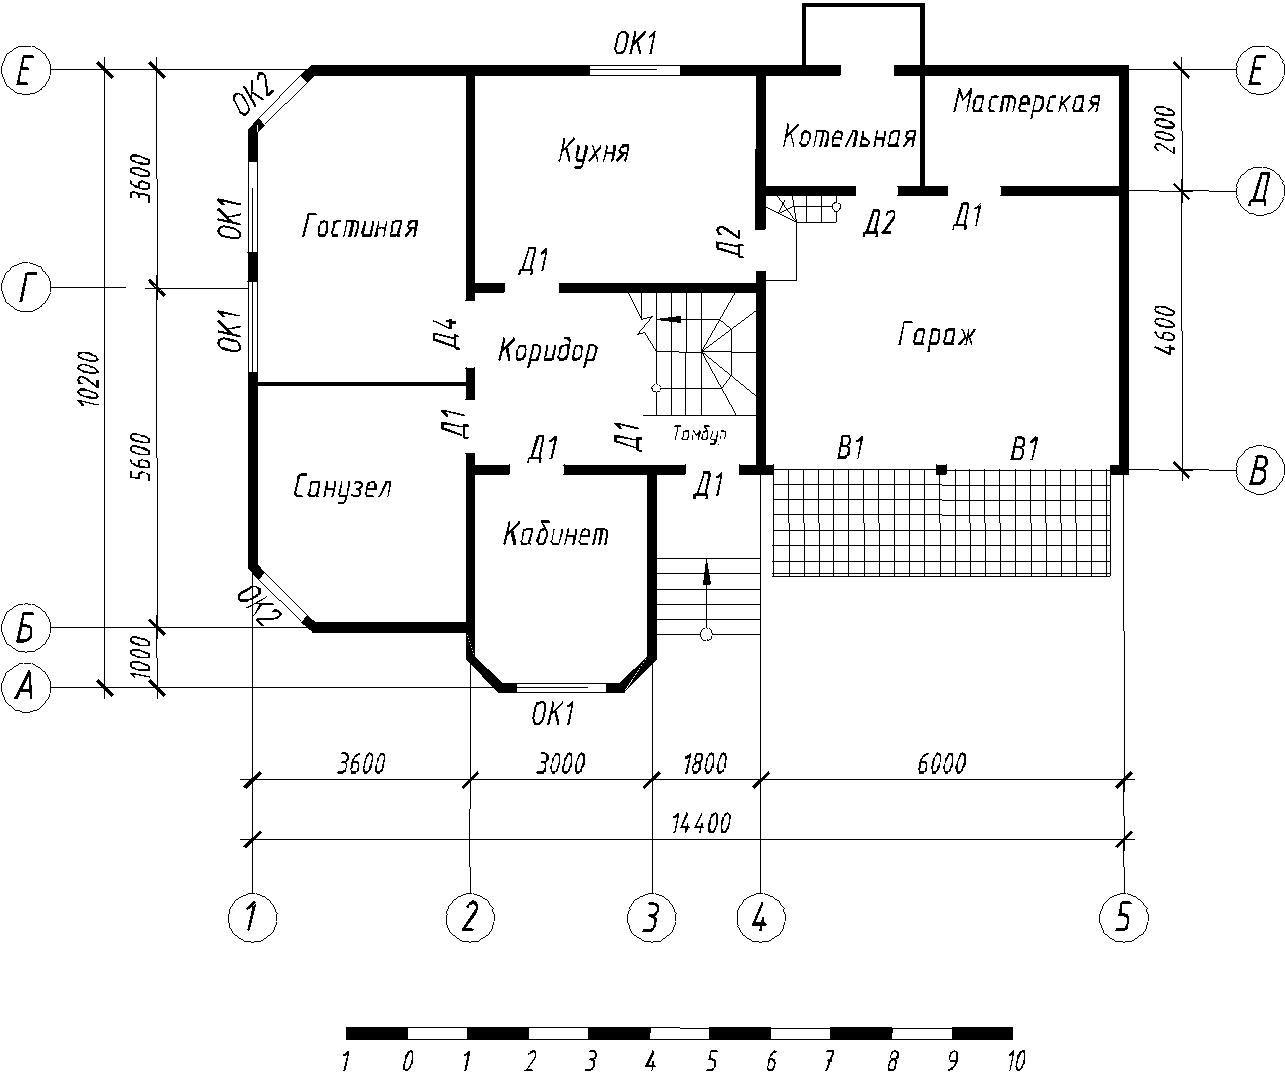 ОК1
Е
Е
ОК2
Мастерская
Котельная
2000
Кухня
3600
Д
ОК1
Гостиная
Д2
Д2
Д1
Д1
Г
ОК1
Д4
Коридор
Гараж
4600
10200
Д1
Д1
Тамбур
5600
Д1
В1
В1
В
Санузел
Д1
Кабинет
ОК2
Б
1000
А
ОК1
3600
3000
1800
6000
14400
1
2
3
4
5
1 0 1 2 3 4 5 6 7 8 9 10